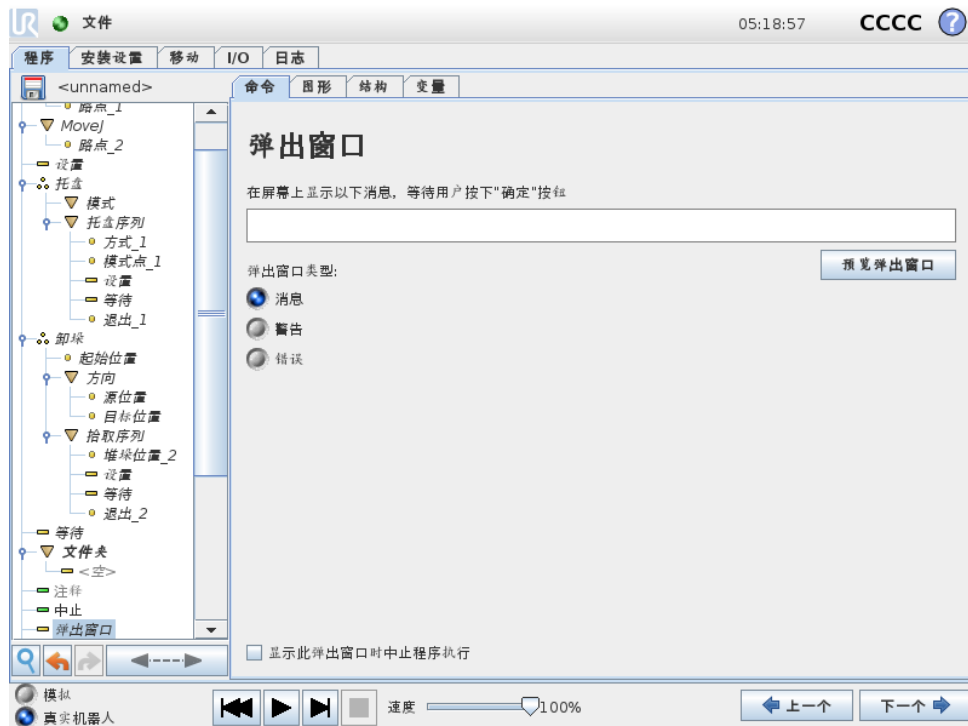 UR 文件 05:18:57 CCCC ?
程序 安装设置 移动 I/O 日志
<unnamed>
命令 图形 结构 变量
路点_1
MoveJ
路点_2
设置
托盘
模式
托盘序列
方式_1
模式点_1
设置
等待
退出_1
卸垛
起始位置
方向
源位置
目标位置
拾取序列
堆垛位置_2
设置
等待
退出_2
等待
文件夹
<空>
注释
中止
弹出窗口
弹出窗口
在屏幕上显示以下消息，等待用户按下"确定"按钮
预览弹出窗口
弹出窗口类型:
消息
警告
错误
显示此弹出窗口时中止程序执行
模拟
真实机器人
速度 100%
上一个 下一个